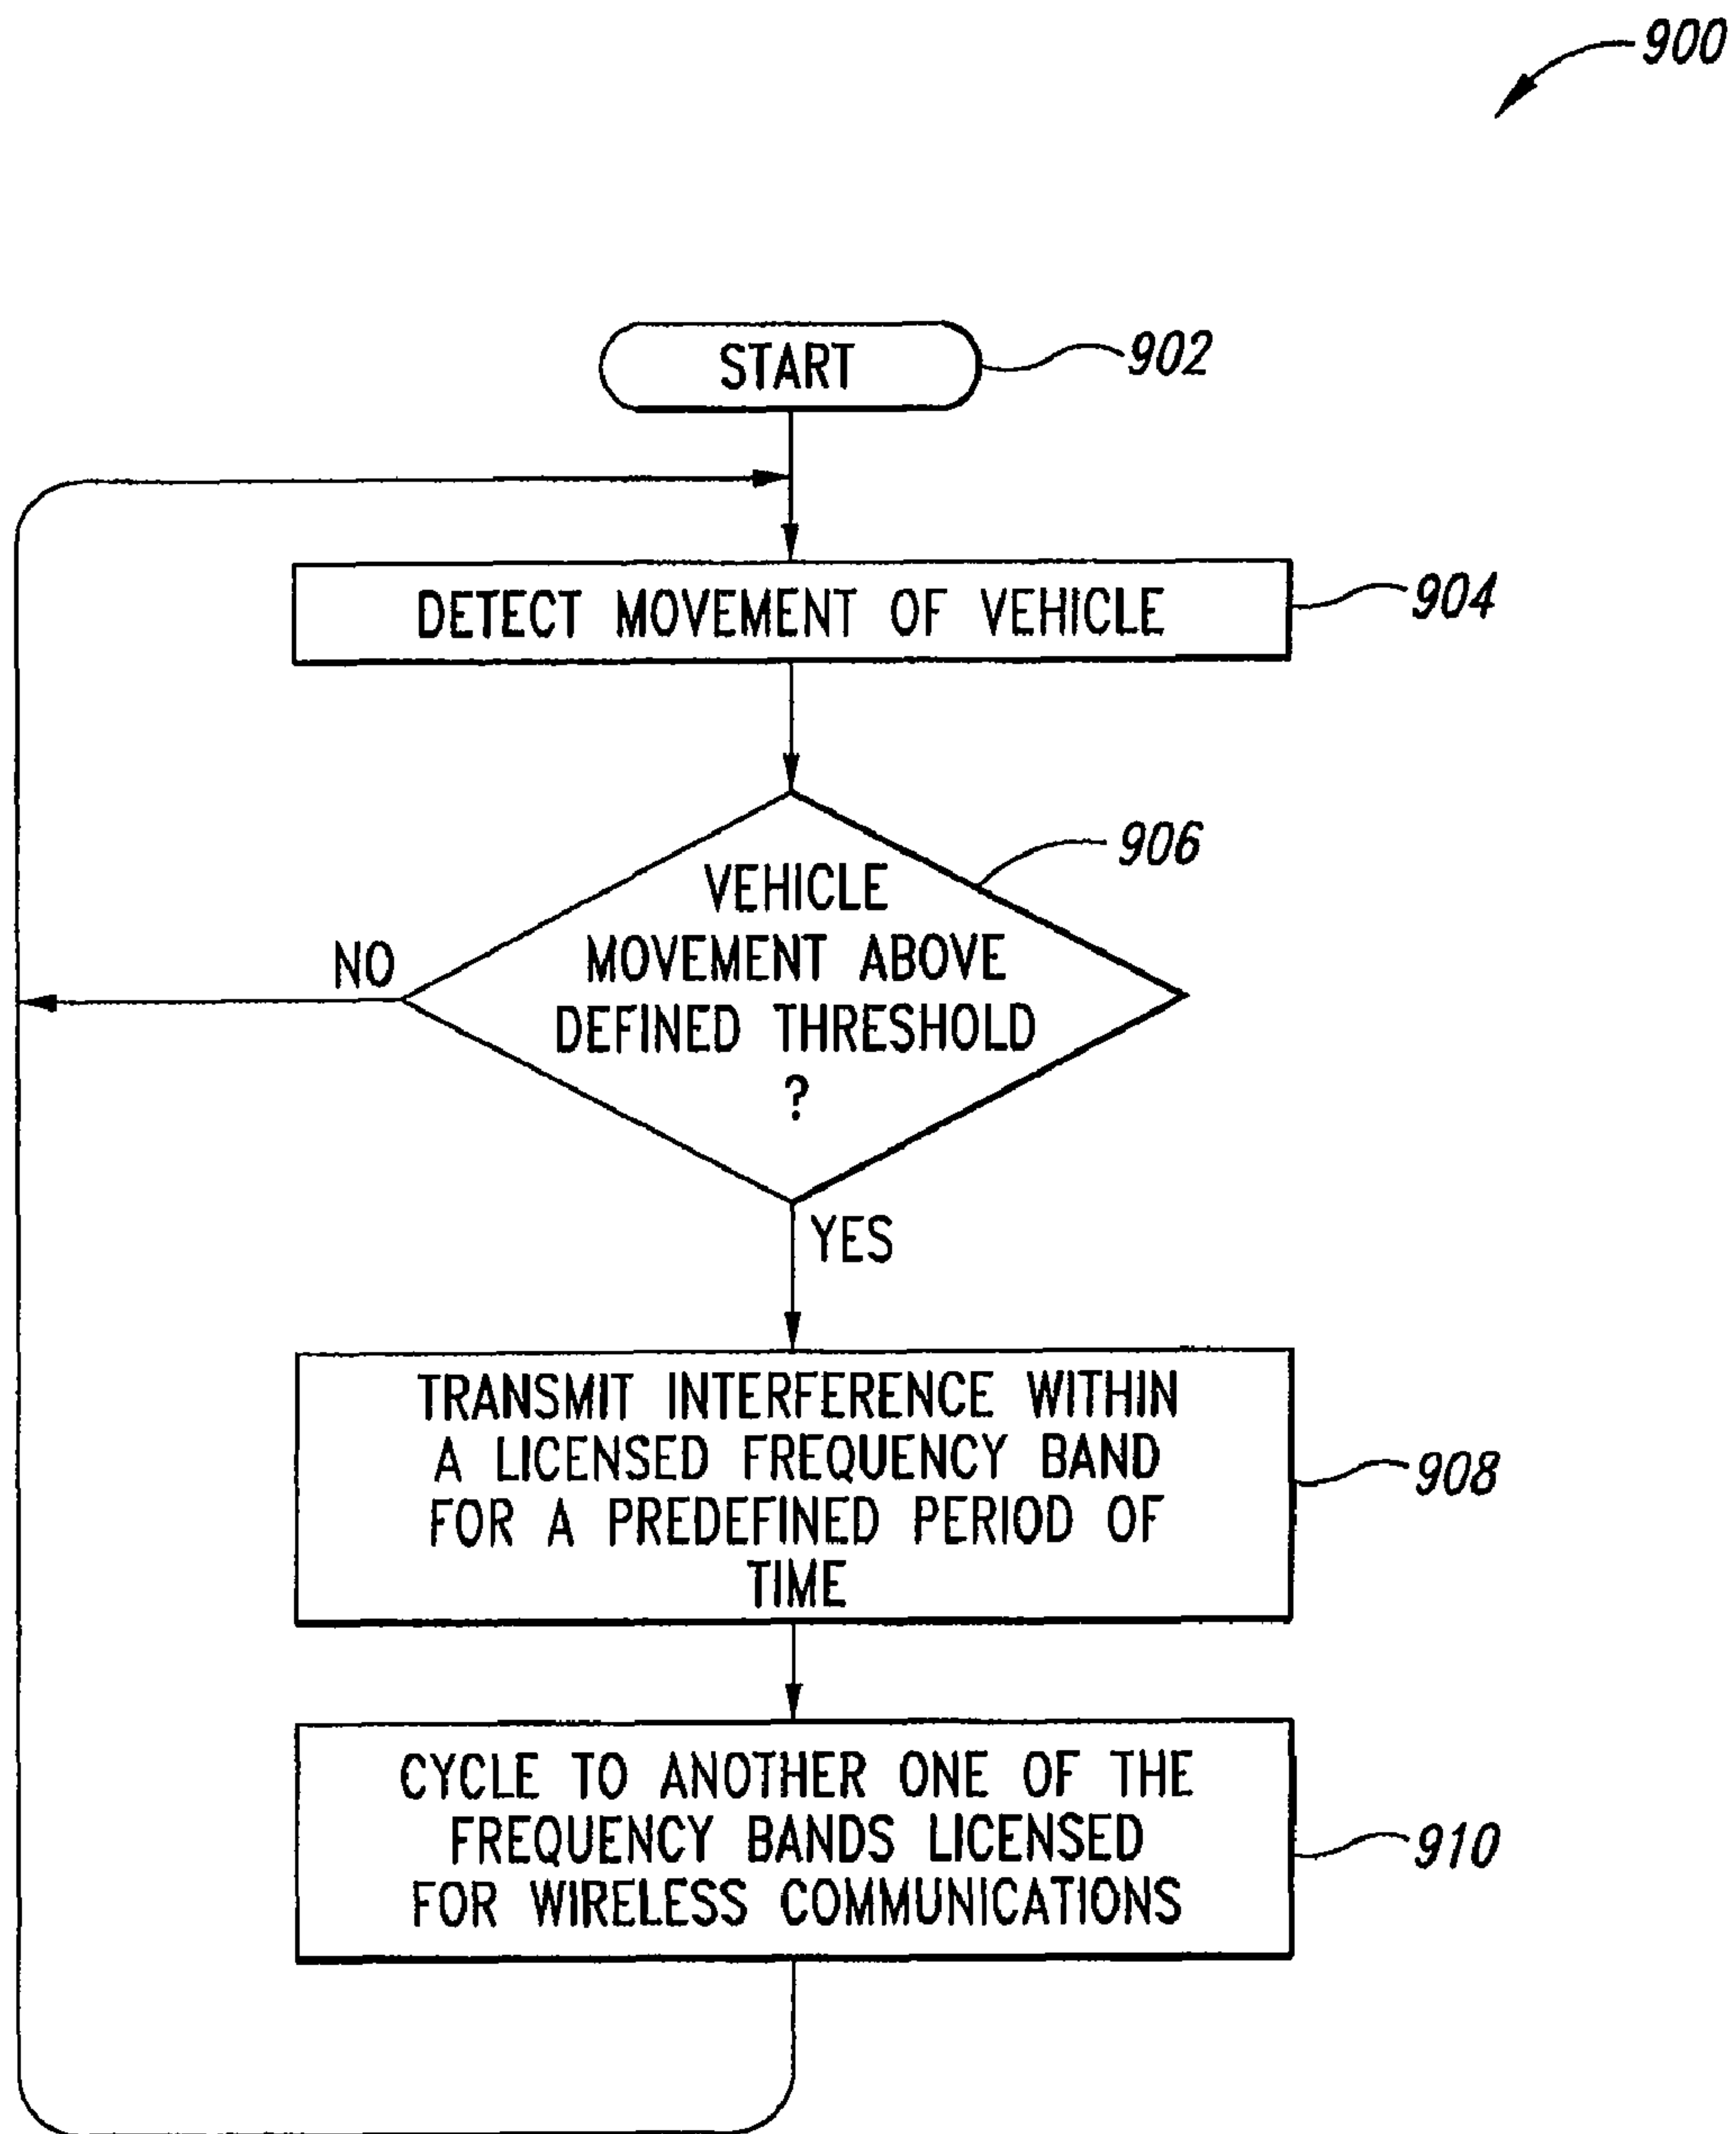 900
START
902
DETECT MOVEMENT OF VEHICLE
904
906
VEHICLE
MOVEMENT ABOVE
DEFINED THRESHOLD
?
NO
YES
TRANSMIT INTERFERENCE WITHIN
A LICENSED FREQUENCY BAND
FOR A PREDEFINED PERIOD OF
TIME
908
CYCLE TO ANOTHER ONE OF THE
FREQUENCY BANDS LICENSED
FOR WIRELESS COMMUNICATIONS
910